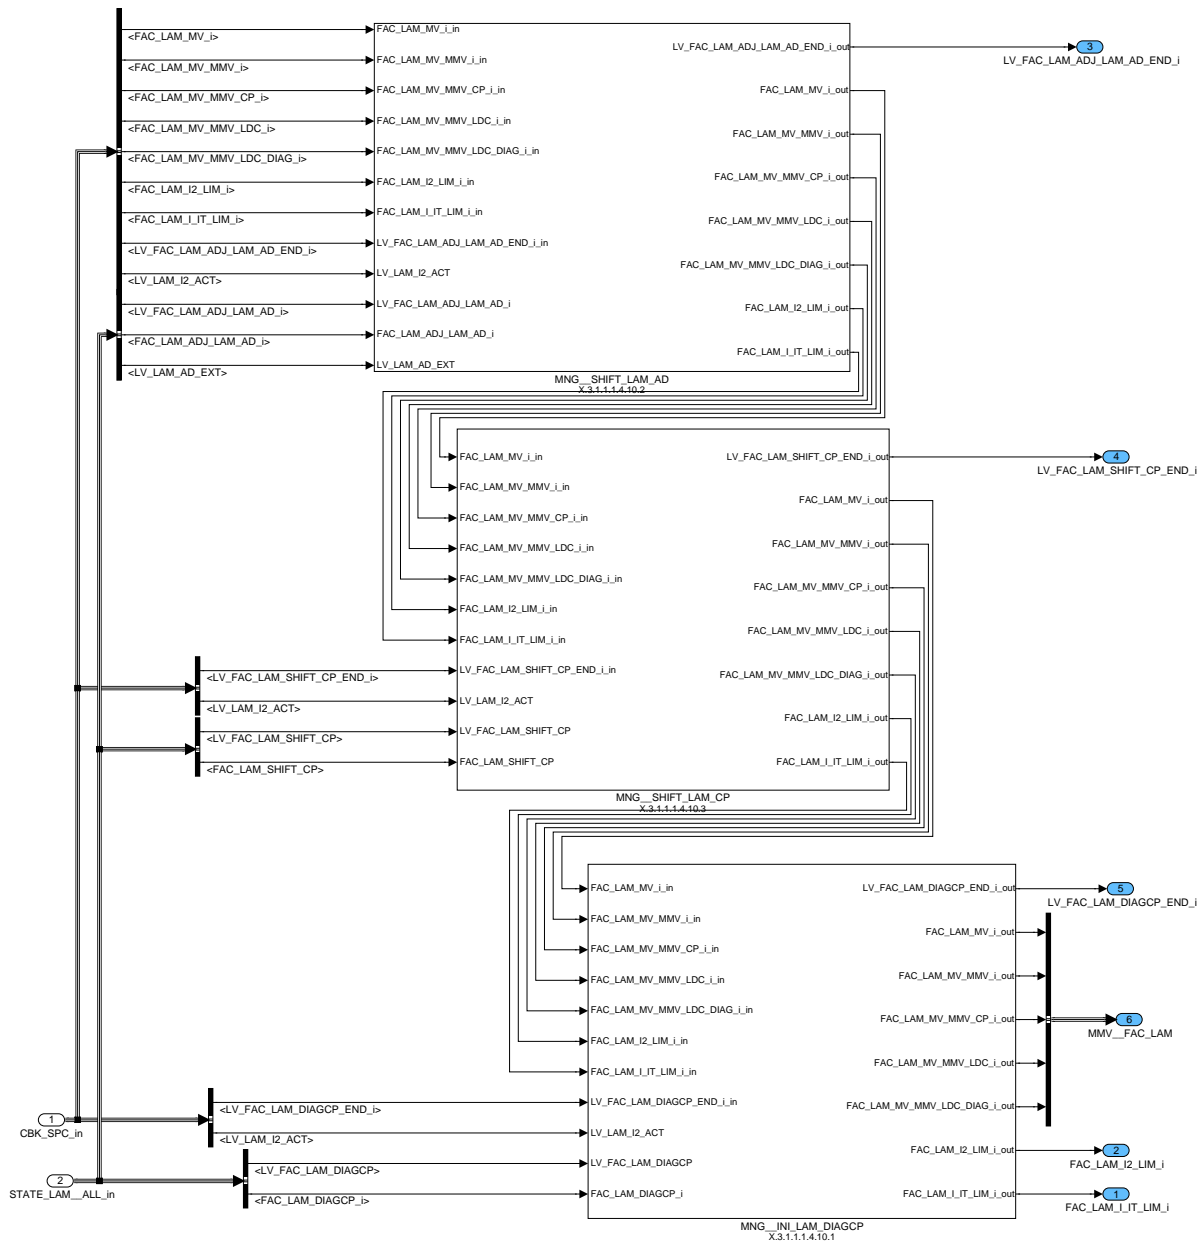 <FAC_LAM_MV_i>
<FAC_LAM_MV_MMV_i>
<FAC_LAM_MV_MMV_CP_i>
<FAC_LAM_MV_MMV_LDC_i>
<FAC_LAM_MV_MMV_LDC_DIAG_i>
<FAC_LAM_I2_LIM_i>
<FAC_LAM_I_IT_LIM_i>
<LV_FAC_LAM_ADJ_LAM_AD_END_i>
<LV_LAM_I2_ACT>
<LV_FAC_LAM_ADJ_LAM_AD_i>
<FAC_LAM_ADJ_LAM_AD_i>
<LV_LAM_AD_EXT>
FAC_LAM_MV_i_in
FAC_LAM_MV_MMV_i_in
FAC_LAM_MV_MMV_CP_i_in
FAC_LAM_MV_MMV_LDC_i_in
FAC_LAM_MV_MMV_LDC_DIAG_i_in
FAC_LAM_I2_LIM_i_in
FAC_LAM_I_IT_LIM_i_in
LV_FAC_LAM_ADJ_LAM_AD_END_i_in
LV_LAM_I2_ACT
LV_FAC_LAM_ADJ_LAM_AD_i
FAC_LAM_ADJ_LAM_AD_i
LV_LAM_AD_EXT
LV_FAC_LAM_ADJ_LAM_AD_END_i_out
FAC_LAM_MV_i_out
FAC_LAM_MV_MMV_i_out
FAC_LAM_MV_MMV_CP_i_out
FAC_LAM_MV_MMV_LDC_i_out
FAC_LAM_MV_MMV_LDC_DIAG_i_out
FAC_LAM_I2_LIM_i_out
FAC_LAM_I_IT_LIM_i_out
MNG__SHIFT_LAM_AD
X.3.1.1.1.4.10.2
3
LV_FAC_LAM_ADJ_LAM_AD_END_i
FAC_LAM_MV_i_in
FAC_LAM_MV_MMV_i_in
FAC_LAM_MV_MMV_CP_i_in
FAC_LAM_MV_MMV_LDC_i_in
FAC_LAM_MV_MMV_LDC_DIAG_i_in
FAC_LAM_I2_LIM_i_in
FAC_LAM_I_IT_LIM_i_in
LV_FAC_LAM_SHIFT_CP_END_i_in
LV_LAM_I2_ACT
LV_FAC_LAM_SHIFT_CP
FAC_LAM_SHIFT_CP
<LV_FAC_LAM_SHIFT_CP_END_i>
<LV_LAM_I2_ACT>
<LV_FAC_LAM_SHIFT_CP>
<FAC_LAM_SHIFT_CP>
LV_FAC_LAM_SHIFT_CP_END_i_out
FAC_LAM_MV_i_out
FAC_LAM_MV_MMV_i_out
FAC_LAM_MV_MMV_CP_i_out
FAC_LAM_MV_MMV_LDC_i_out
FAC_LAM_MV_MMV_LDC_DIAG_i_out
FAC_LAM_I2_LIM_i_out
FAC_LAM_I_IT_LIM_i_out
MNG__SHIFT_LAM_CP
X.3.1.1.1.4.10.3
4
LV_FAC_LAM_SHIFT_CP_END_i
FAC_LAM_MV_i_in
FAC_LAM_MV_MMV_i_in
FAC_LAM_MV_MMV_CP_i_in
FAC_LAM_MV_MMV_LDC_i_in
FAC_LAM_MV_MMV_LDC_DIAG_i_in
FAC_LAM_I2_LIM_i_in
FAC_LAM_I_IT_LIM_i_in
LV_FAC_LAM_DIAGCP_END_i_in
LV_LAM_I2_ACT
LV_FAC_LAM_DIAGCP
FAC_LAM_DIAGCP_i
1
CBK_SPC_in
2
STATE_LAM__ALL_in
<LV_FAC_LAM_DIAGCP_END_i>
<LV_LAM_I2_ACT>
<LV_FAC_LAM_DIAGCP>
<FAC_LAM_DIAGCP_i>
LV_FAC_LAM_DIAGCP_END_i_out
FAC_LAM_MV_i_out
FAC_LAM_MV_MMV_i_out
FAC_LAM_MV_MMV_CP_i_out
FAC_LAM_MV_MMV_LDC_i_out
FAC_LAM_MV_MMV_LDC_DIAG_i_out
FAC_LAM_I2_LIM_i_out
FAC_LAM_I_IT_LIM_i_out
MNG__INI_LAM_DIAGCP
X.3.1.1.1.4.10.1
5
LV_FAC_LAM_DIAGCP_END_i
6
MMV__FAC_LAM
2
FAC_LAM_I2_LIM_i
1
FAC_LAM_I_IT_LIM_i